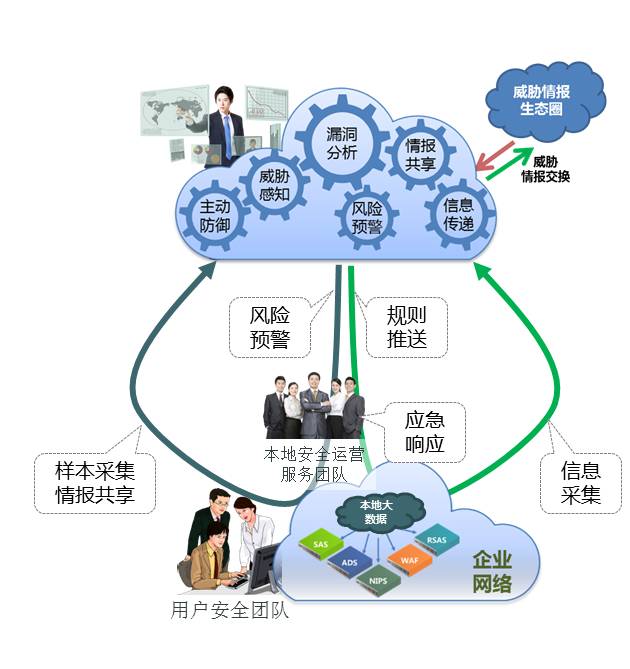 威胁情报
生态圈
漏洞
分析
情报
共享
威胁
感知
威胁
情报交换
主动
防御
风险
预警
信息
传递
风险
预警
规则
推送
应急
响应
本地安全运营
服务团队
样本采集
情报共享
信息
采集
本地大
数据
SAS
ADS
NIPS
WAF
RSAS
企业
网络
用户安全团队